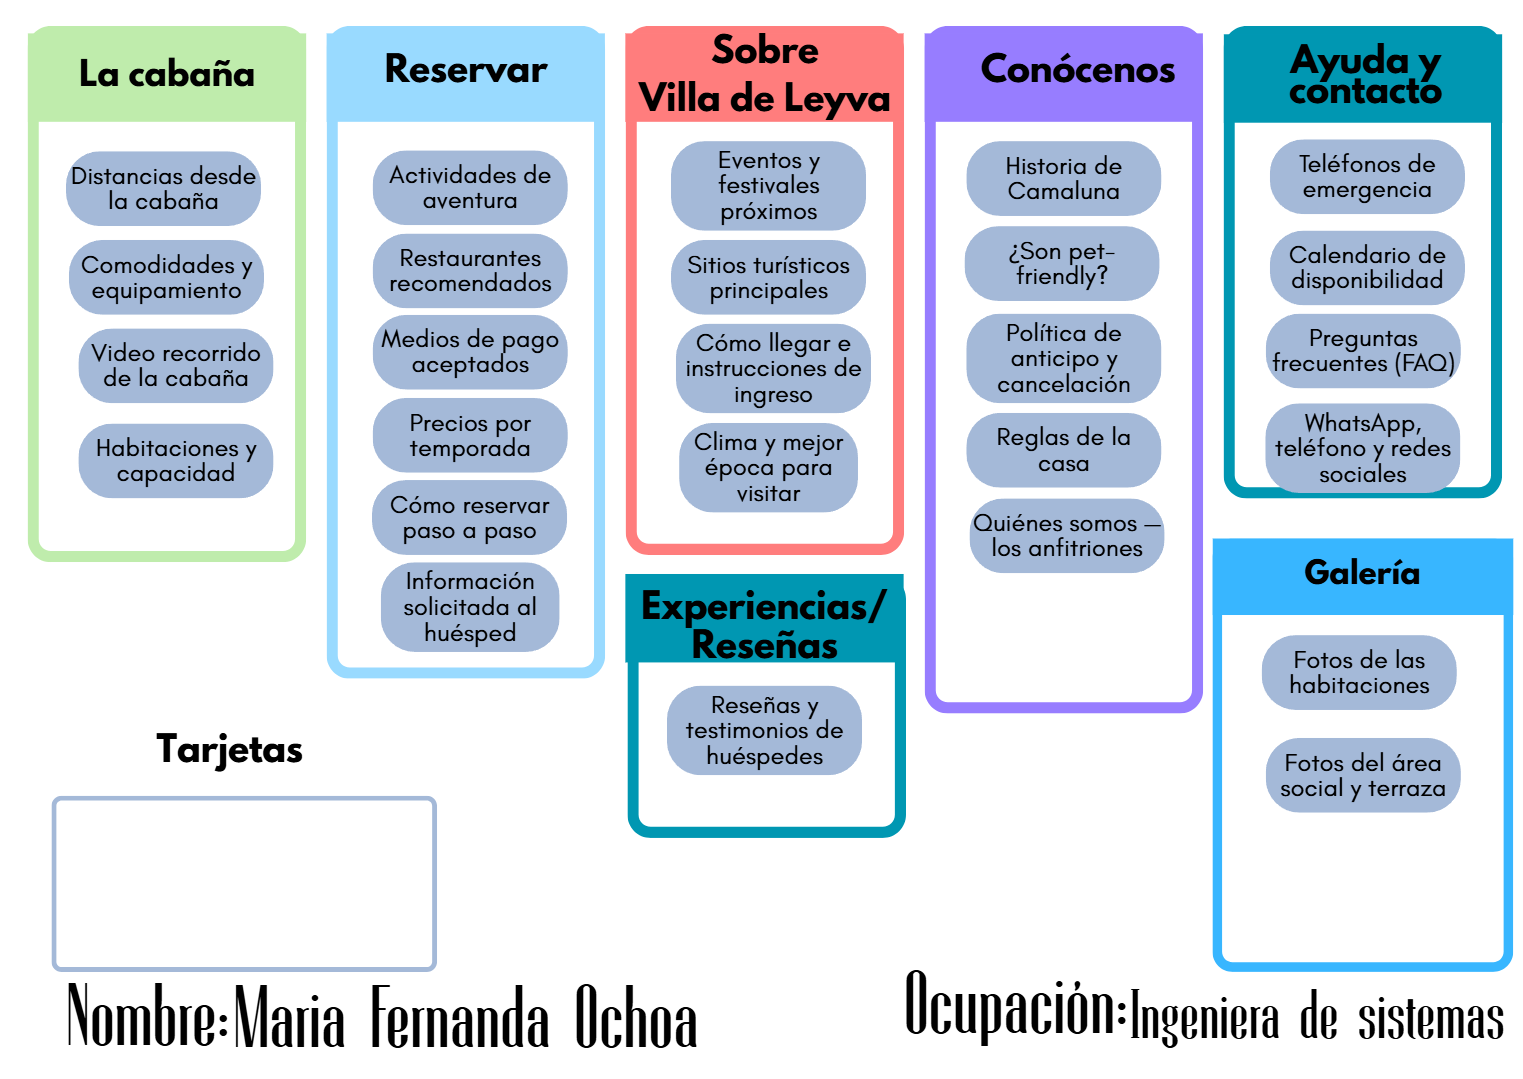 La cabaña
Distancias desde
la cabaña
Comodidades y
equipamiento
Video recorrido
de la cabaña
Habitaciones y
capacidad
Reservar
Actividades de
aventura
Restaurantes
recomendados
Medios de pago
aceptados
Precios por
temporada
Cómo reservar
paso a paso
Información
solicitada al
huésped
Sobre
Villa de Leyva
Eventos y
festivales
próximos
Sitios turísticos
principales
Cómo llegar e
instrucciones de
ingreso
Clima y mejor
época para
visitar
Experiencias/
Reseñas
Reseñas y
testimonios de
huéspedes
Conócenos
Historia de
Camaluna
¿Son pet-
friendly?
Política de
anticipo y
cancelación
Reglas de la
casa
Quiénes somos —
los anfitriones
Ayuda y
contacto
Teléfonos de
emergencia
Calendario de
disponibilidad
Preguntas
frecuentes (FAQ)
WhatsApp,
teléfono y redes
sociales
Galería
Fotos de las
habitaciones
Fotos del área
social y terraza
Tarjetas
Nombre: Maria Fernanda Ochoa
Ocupación: Ingeniera de sistemas